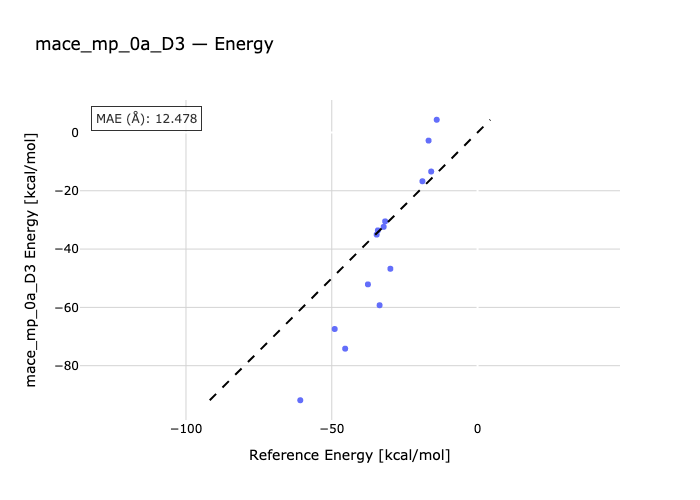 mace_mp_0a_D3 — Energy
MAE (Å): 12.478
mace_mp_0a_D3 Energy [kcal/mol]
0
−20
−40
−60
−80
−100
−50
0
Reference Energy [kcal/mol]